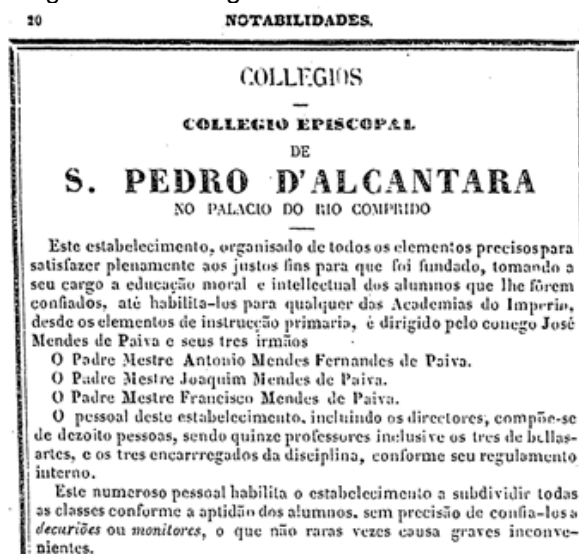 20 NOTABILIDADES.
COLLEGIOS
COLLEGIO EPISCOPAL
DE
S. PEDRO D'ALCANTARA
NO PALACIO DO RIO COMPRIDO
Este estabelecimento, organisado de todos os elementos precisos para
satisfazer plenamente aos justos fins para que foi fundado, tomando a
seu cargo a educação moral e intellectual dos alumnos que lhe fôrem
confiados, até habilita-los para qualquer das Academias do Imperio,
desde os elementos de instrucção primaria, é dirigido pelo conego José
Mendes de Paiva e seus tres irmãos
O Padre Mestre Antonio Mendes Fernandes de Paiva.
O Padre Mestre Joaquim Mendes de Paiva.
O Padre Mestre Francisco Mendes de Paiva.
O pessoal deste estabelecimento, incluindo os directores, compõe-se
de dezoito pessoas, sendo quinze professores inclusive os tres de bellas-
artes, e os tres encarrregados da disciplina, conforme seu regulamento
interno.
Este numeroso pessoal habilita o estabelecimento a subdividir todas
as classes conforme a aptidão dos alumnos, sem precisão de confia-los a
decuriões ou monitores, o que não raras vezes causa graves inconve-
nientes.